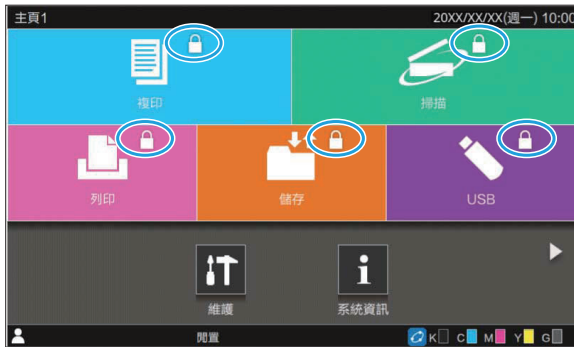 主頁1
20XX/XX/XX(週一) 10:00
複印
掃描
列印
儲存
USB
維護
系統資訊
閒置
K C M Y G